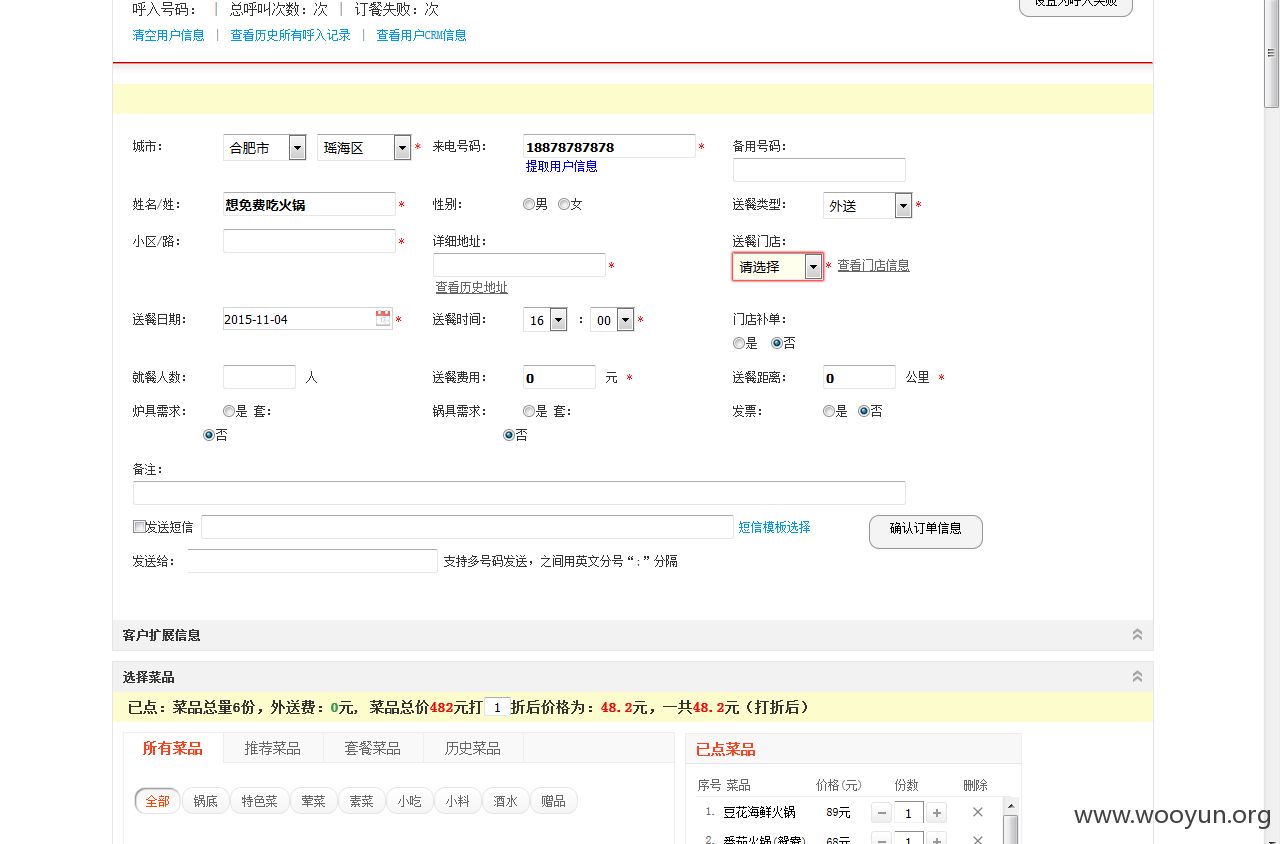 呼入号码： | 总呼叫次数：次 | 订餐失败：次
设置为呼入失败
清空用户信息 | 查看历史所有呼入记录 | 查看用户CRM信息
城市： 合肥市 瑶海区 * 来电号码： 18878787878 * 备用号码：
提取用户信息
姓名/姓： 想免费吃火锅 * 性别： 男 女 送餐类型： 外送 *
小区/路： * 详细地址： 送餐门店：
* 请选择 * 查看门店信息
查看历史地址
送餐日期： 2015-11-04 * 送餐时间： 16 : 00 * 门店补单：
是 否
就餐人数： 人 送餐费用： 0 元 * 送餐距离： 0 公里 *
炉具需求： 是 套： 锅具需求： 是 套： 发票： 是 否
否 否
备注：
发送短信 短信模板选择 确认订单信息
发送给： 支持多号码发送，之间用英文分号“;”分隔
客户扩展信息
选择菜品
已点：菜品总量6份，外送费：0元, 菜品总价482元打 1 折后价格为：48.2元，一共48.2元（打折后）
所有菜品 推荐菜品 套餐菜品 历史菜品 已点菜品
序号 菜品 价格(元) 份数 删除
全部 锅底 特色菜 荤菜 素菜 小吃 小料 酒水 赠品
1. 豆花海鲜火锅 89元 － 1 ＋ ×
www.wooyun.org
2. 番茄火锅(鸳鸯) 68元 － 1 ＋ ×